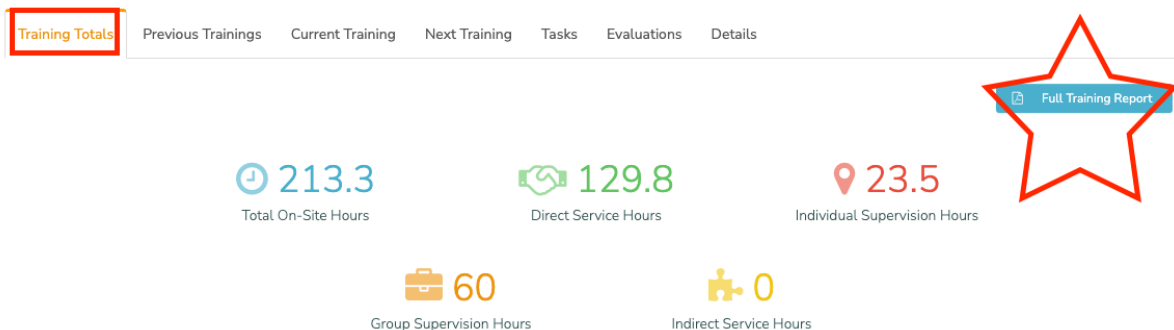 Training Totals Previous Trainings Current Training Next Training Tasks Evaluations Details
Full Training Report
213.3 129.8 23.5
Total On-Site Hours Direct Service Hours Individual Supervision Hours
60 0
Group Supervision Hours Indirect Service Hours